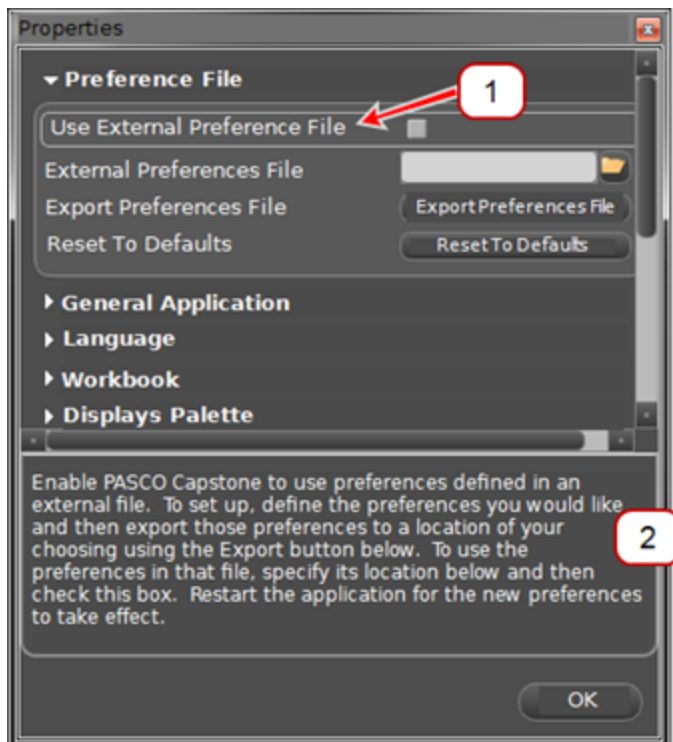 Properties
Preference File
1
Use External Preference File
External Preferences File
Export Preferences File Export Preferences File
Reset To Defaults Reset To Defaults
General Application
Language
Workbook
Displays Palette
Enable PASCO Capstone to use preferences defined in an
external file. To set up, define the preferences you would like
and then export those preferences to a location of your
choosing using the Export button below. To use the
preferences in that file, specify its location below and then
check this box. Restart the application for the new preferences
to take effect.
2
OK